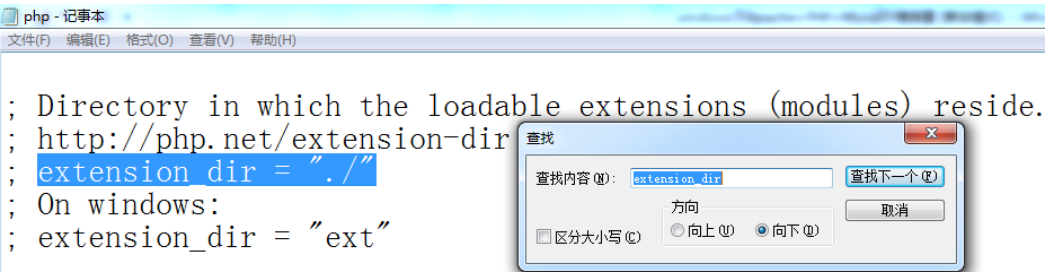 php - 记事本
文件(F) 编辑(E) 格式(O) 查看(V) 帮助(H)
; Directory in which the loadable extensions (modules) reside.
; http://php.net/extension-dir
; extension_dir = "./"
; On windows:
; extension_dir = "ext"
查找
查找内容(N): extension_dir 查找下一个(F)
方向 取消
区分大小写(C) 向上(U) 向下(D)